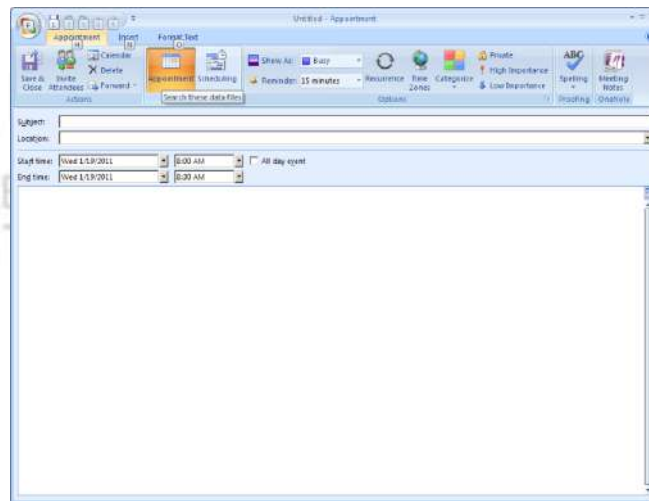 Untitled - Appointment
Appointment Insert Format Text
Save & Close
Invite Attendees
Calendar
Delete
Forward
Actions
Appointment
Scheduling
Search these data files
Show As: Busy
Reminder: 15 minutes
Recurrence
Time Zones
Categorize
Private
High Importance
Low Importance
Options
Spelling
Proofing
Meeting Notes
OneNote
Subject:
Location:
Start time: Wed 1/19/2011 8:00 AM All day event
End time: Wed 1/19/2011 8:30 AM